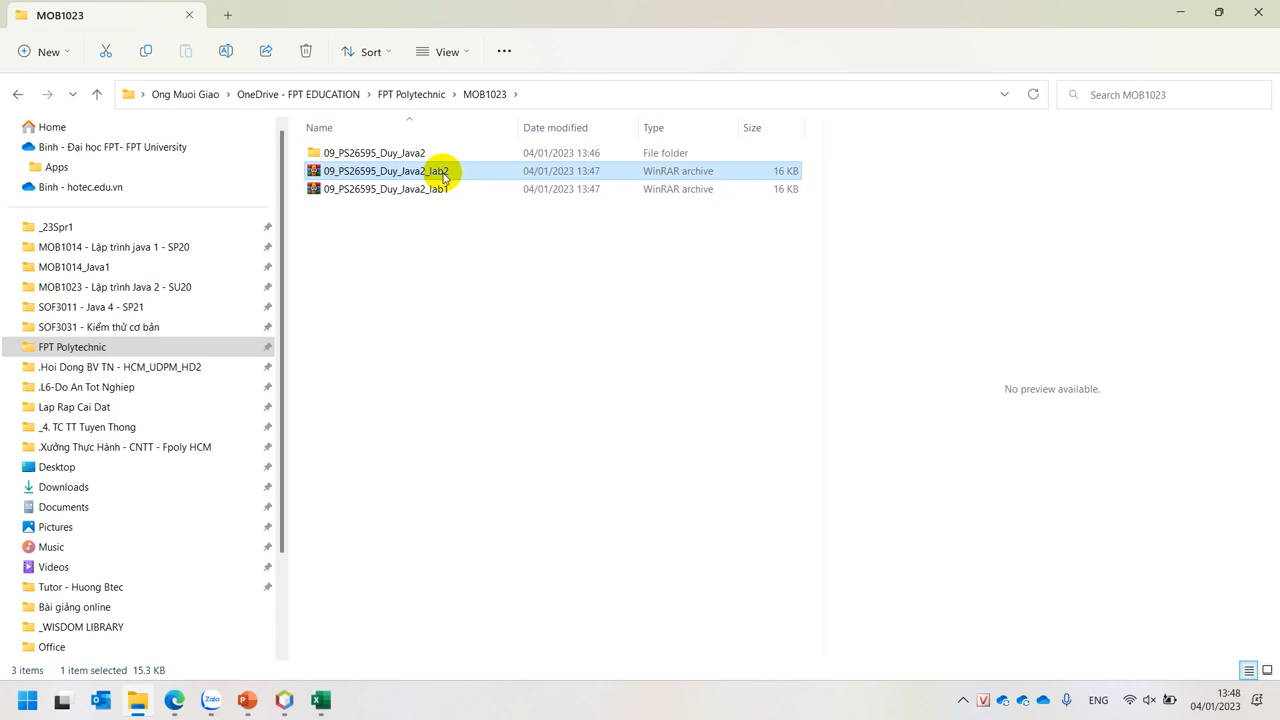 MOB1023
New
Sort
View
Ong Muoi Giao > OneDrive - FPT EDUCATION > FPT Polytechnic > MOB1023 >
Search MOB1023
Home
Binh - Đại học FPT- FPT University
Apps
Binh - hotec.edu.vn
_23Spr1
MOB1014 - Lập trình java 1 - SP20
MOB1014_Java1
MOB1023 - Lập trình Java 2 - SU20
SOF3011 - Java 4 - SP21
SOF3031 - Kiểm thử cơ bản
FPT Polytechnic
.Hoi Dong BV TN - HCM_UDPM_HD2
.L6-Do An Tot Nghiep
Lap Rap Cai Dat
_4. TC TT Tuyen Thong
.Xưởng Thực Hành - CNTT - Fpoly HCM
Desktop
Downloads
Documents
Pictures
Music
Videos
Tutor - Huong Btec
Bài giảng online
_WISDOM LIBRARY
Office
Name Date modified Type Size
09_PS26595_Duy_Java2 04/01/2023 13:46 File folder
09_PS26595_Duy_Java2_lab2 04/01/2023 13:47 WinRAR archive 16 KB
09_PS26595_Duy_Java2_lab1 04/01/2023 13:47 WinRAR archive 16 KB
No preview available.
3 items 1 item selected 15.3 KB
Zalo
ENG
13:48
04/01/2023